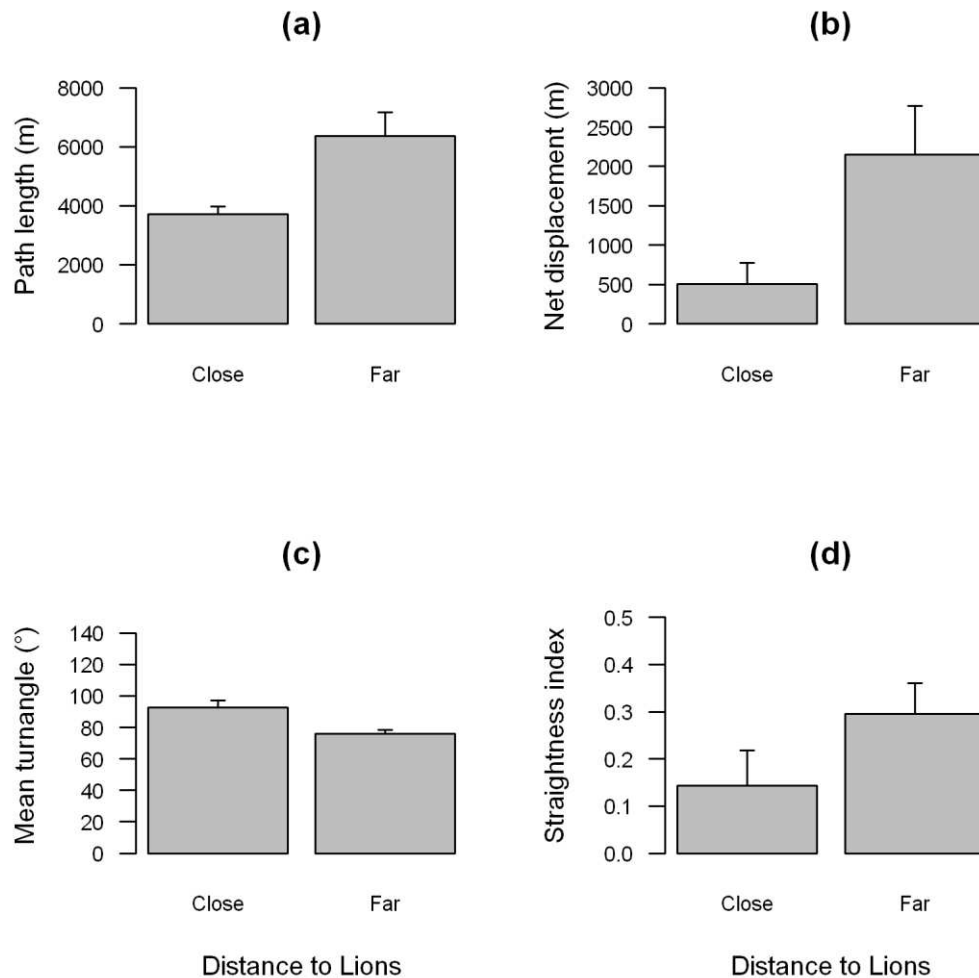 (a)
Path length (m)
8000
6000
4000
2000
0
Close Far
(b)
Net displacement (m)
3000
2500
2000
1500
1000
500
0
Close Far
(c)
Mean turnangle (°)
140
120
100
80
60
40
20
0
Close Far
Distance to Lions
(d)
Straightness index
0.5
0.4
0.3
0.2
0.1
0.0
Close Far
Distance to Lions